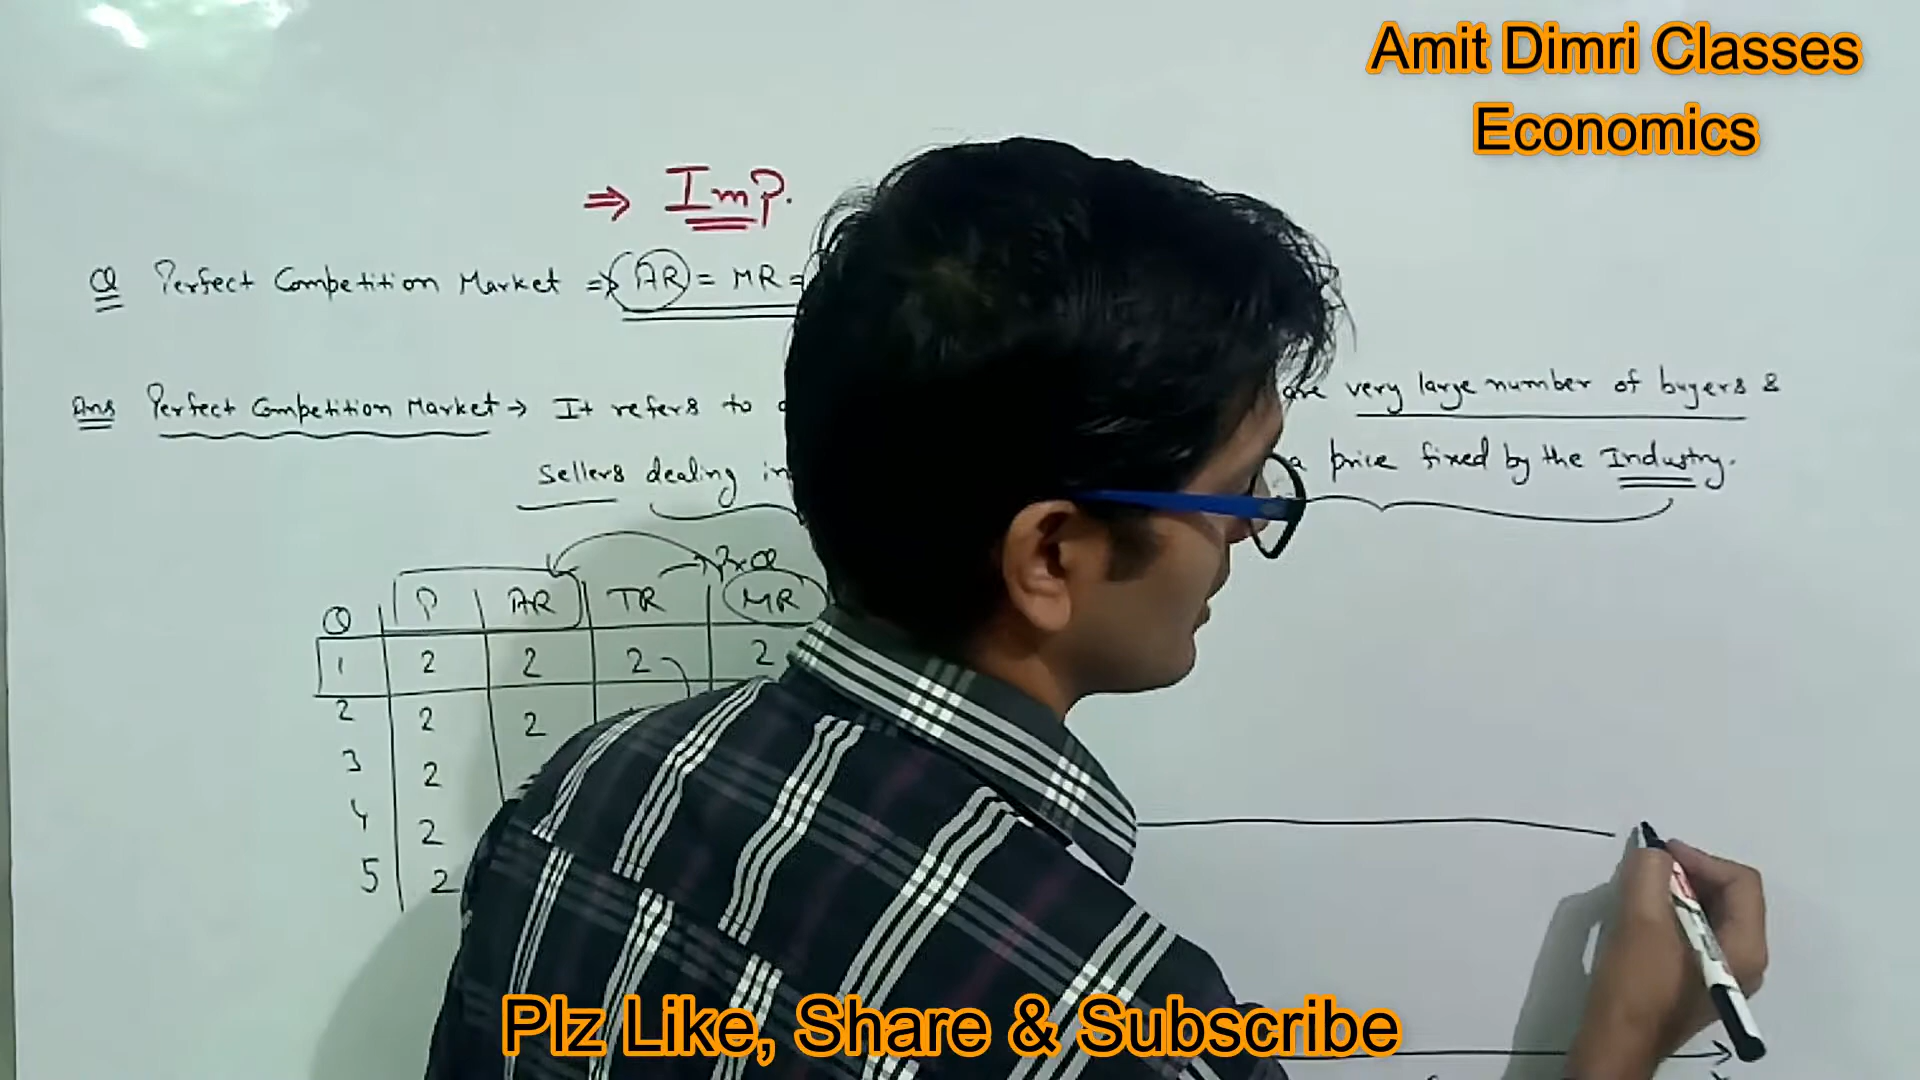 Amit Dimri Classes
Economics
⇒ Imp.
Q Perfect Competition Market ⇒ AR = MR =
Ans Perfect Competition Market → It refers to are very large number of buyers &
sellers dealing in a price fixed by the Industry.
P×Q
Q P AR TR MR
1 2 2 2 2
2 2 2
3 2
4 2
5 2
Plz Like, Share & Subscribe